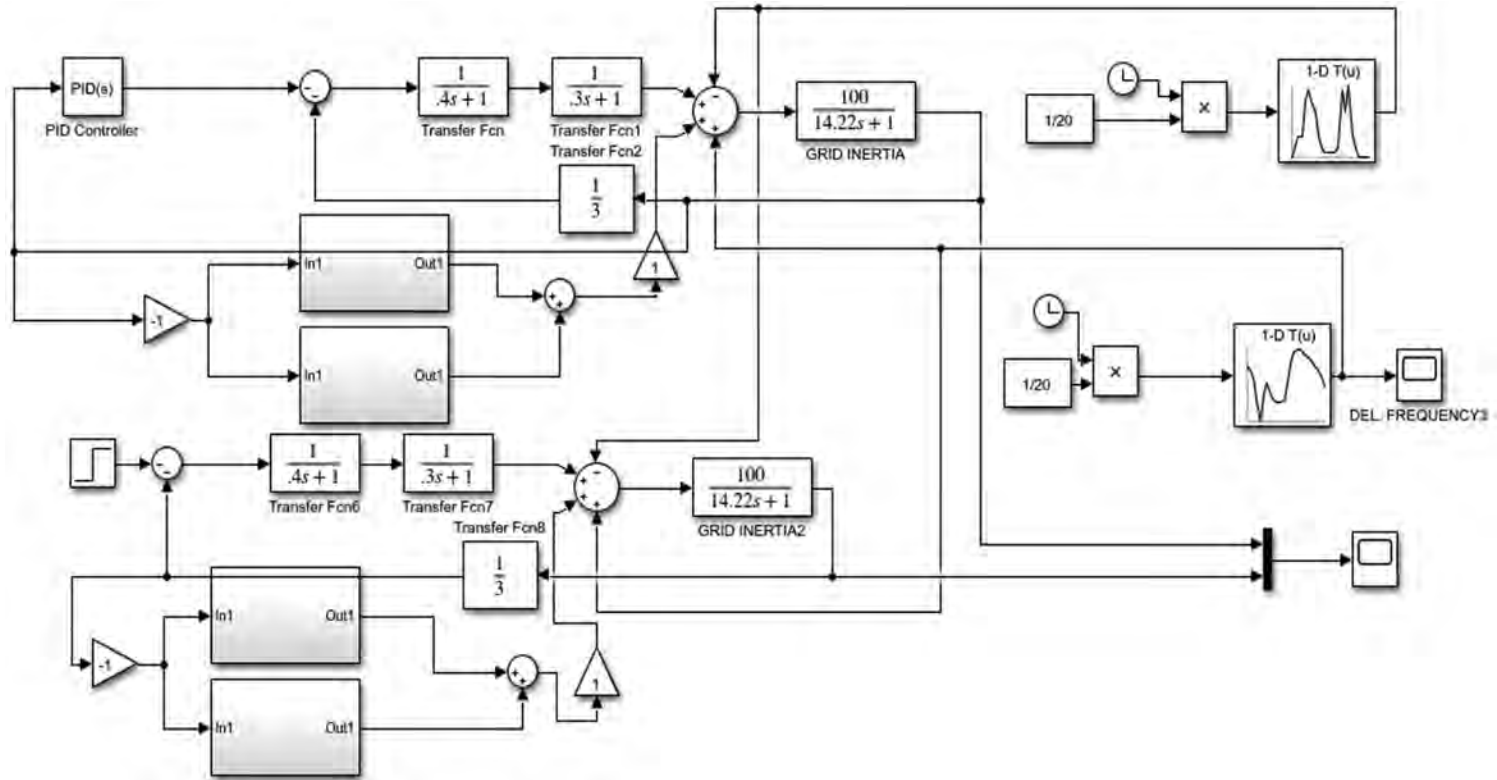 PID(s)
PID Controller
1
.4s + 1
Transfer Fcn
1
.3s + 1
Transfer Fcn1
Transfer Fcn2
1
3
100
14.22s + 1
GRID INERTIA
1/20
×
1-D T(u)
In1
Out1
In1
Out1
-1
1
1/20
×
1-D T(u)
DEL. FREQUENCY3
1
.4s + 1
Transfer Fcn6
1
.3s + 1
Transfer Fcn7
Transfer Fcn8
1
3
100
14.22s + 1
GRID INERTIA2
In1
Out1
In1
Out1
-1
1